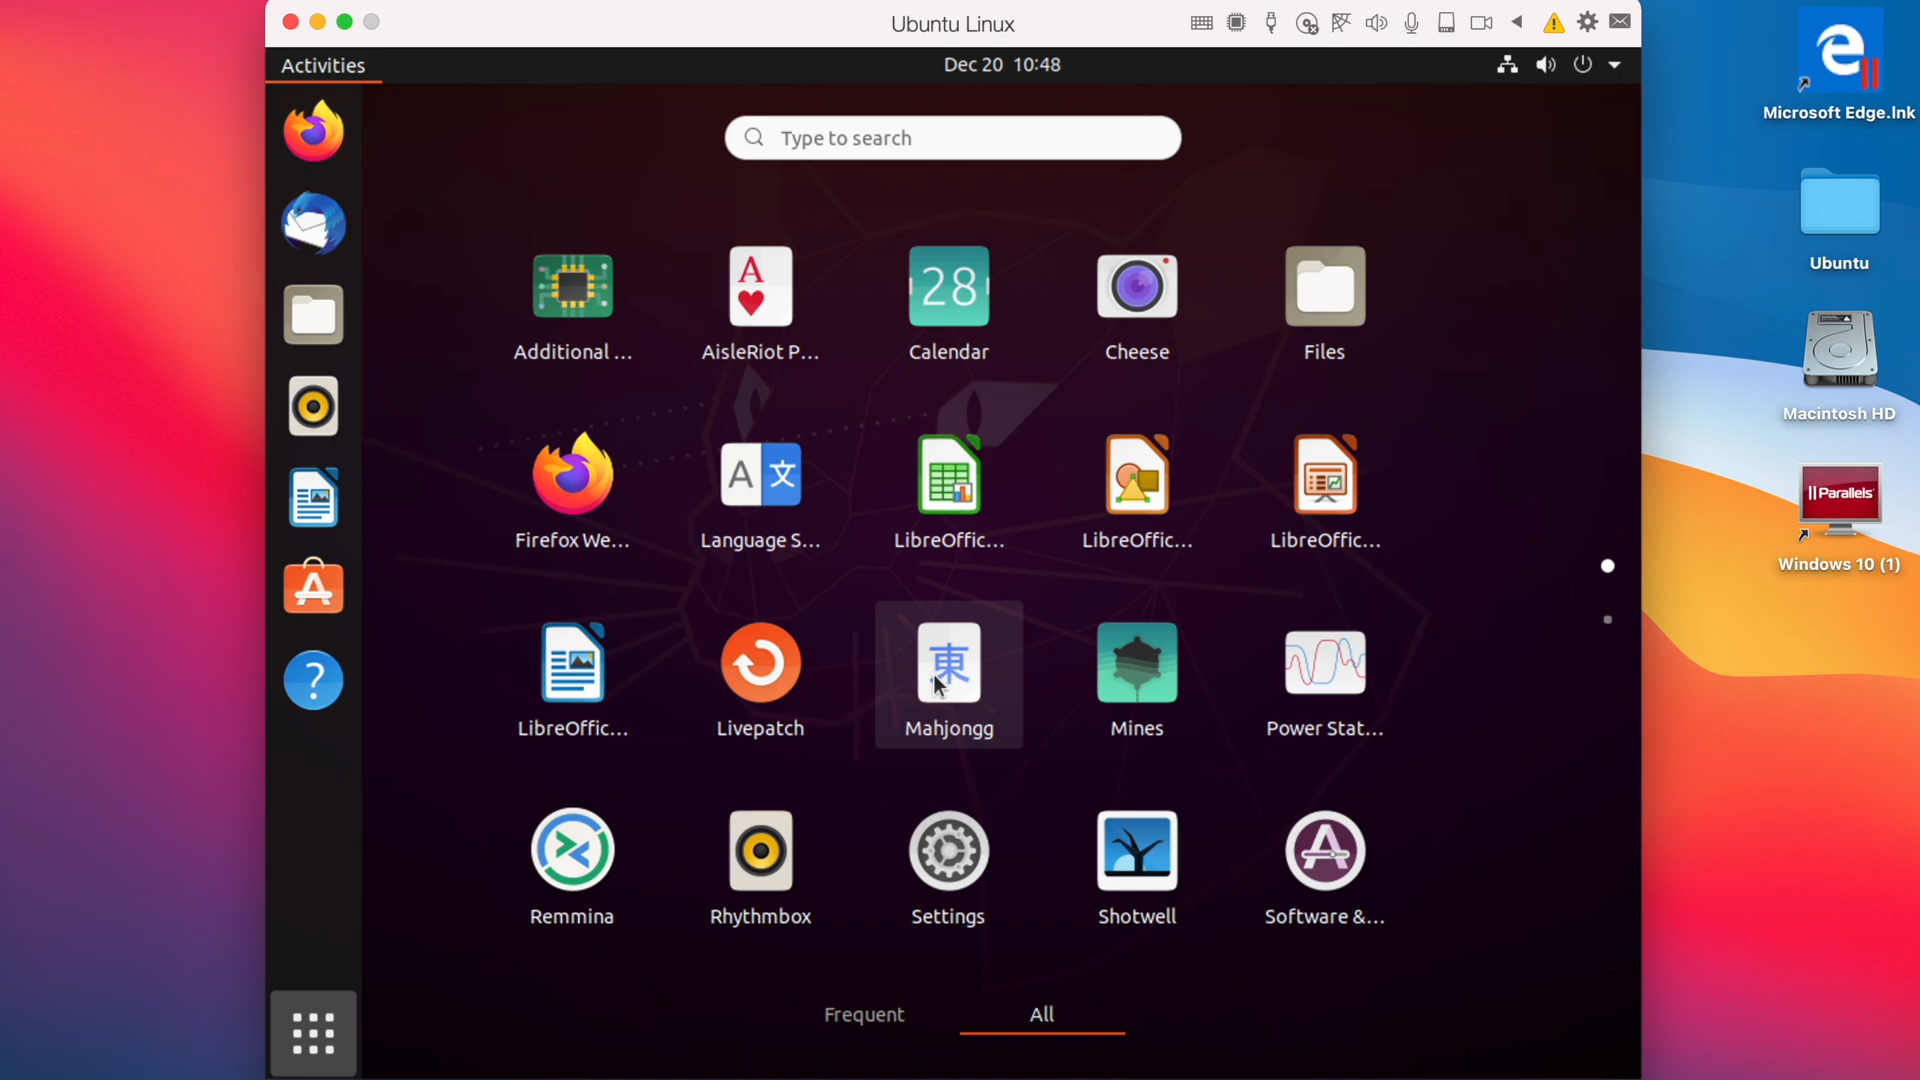 Ubuntu Linux
Activities
Dec 20 10:48
Type to search
A
28
Additional ...
AisleRiot P...
Calendar
Cheese
Files
A 文
Firefox We...
Language S...
LibreOffic...
LibreOffic...
LibreOffic...
東
LibreOffic...
Livepatch
Mahjongg
Mines
Power Stat...
?
Remmina
Rhythmbox
Settings
Shotwell
Software &...
Frequent
All
Microsoft Edge.lnk
Ubuntu
Macintosh HD
Parallels
Windows 10 (1)